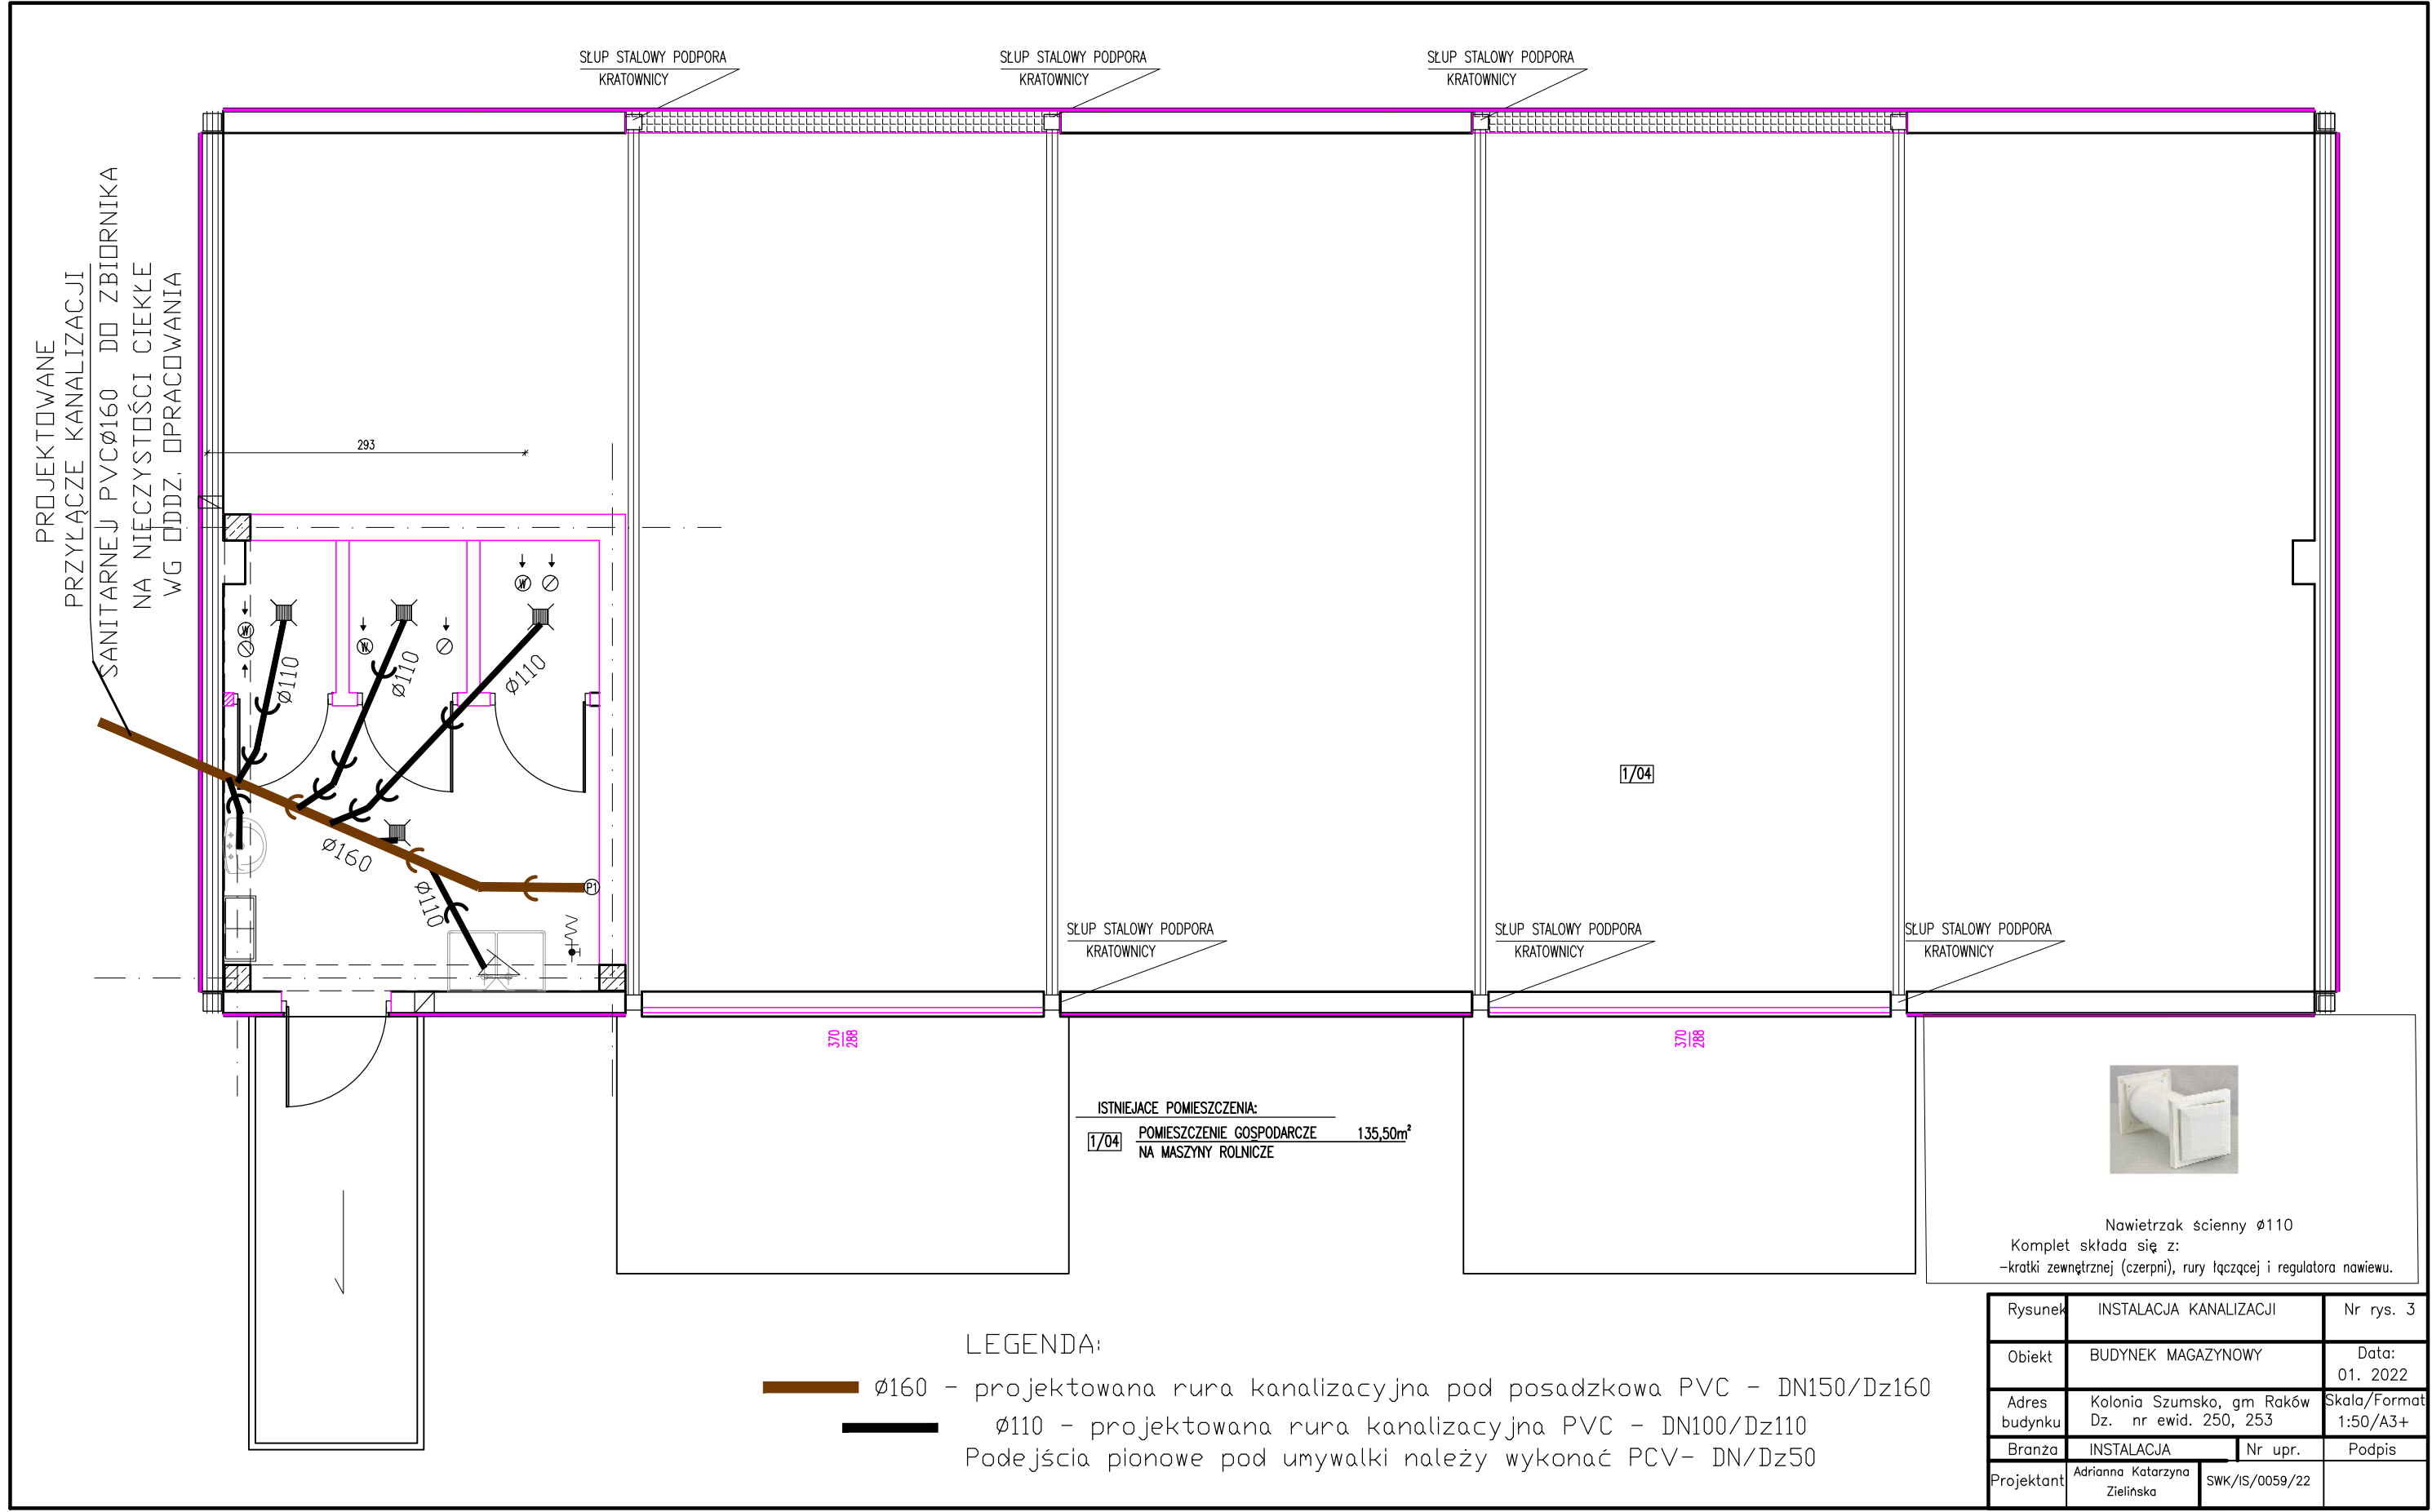 SŁUP STALOWY PODPORA
KRATOWNICY
SŁUP STALOWY PODPORA
KRATOWNICY
SŁUP STALOWY PODPORA
KRATOWNICY
PROJEKTOWANE
PRZYŁĄCZE KANALIZACJI
SANITARNEJ PVCØ160 DO ZBIORNIKA
NA NIECZYSTOŚCI CIEKŁE
WG ODDZ. OPRACOWANIA
293
W
W
W
Ø110
Ø110
Ø110
Ø160
Ø110
P1
1/04
SŁUP STALOWY PODPORA
KRATOWNICY
SŁUP STALOWY PODPORA
KRATOWNICY
SŁUP STALOWY PODPORA
KRATOWNICY
370
288
370
288
ISTNIEJACE POMIESZCZENIA:
1/04 POMIESZCZENIE GOSPODARCZE 135,50m²
NA MASZYNY ROLNICZE
Nawietrzak ścienny Ø110
Komplet składa się z:
-kratki zewnętrznej (czerpni), rury łączącej i regulatora nawiewu.
LEGENDA:
Ø160 - projektowana rura kanalizacyjna pod posadzkowa PVC - DN150/Dz160
Ø110 - projektowana rura kanalizacyjna PVC - DN100/Dz110
Podejścia pionowe pod umywalki należy wykonać PCV- DN/Dz50
Rysunek INSTALACJA KANALIZACJI Nr rys. 3
Obiekt BUDYNEK MAGAZYNOWY Data:
01. 2022
Adres budynku Kolonia Szumsko, gm Raków
Dz. nr ewid. 250, 253
Skala/Format
1:50/A3+
Branża INSTALACJA Nr upr. Podpis
Projektant Adrianna Katarzyna
Zielińska
SWK/IS/0059/22